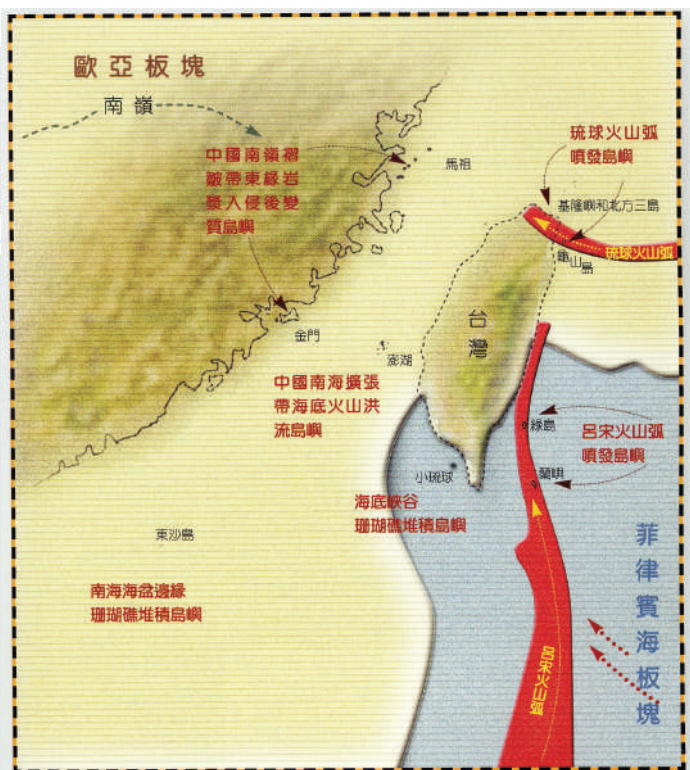 歐亞板塊
南嶺
中國南嶺褶
皺帶東緣岩
漿入侵後變
質島嶼
馬祖
琉球火山弧
噴發島嶼
基隆嶼和北方三島
琉球火山弧
龜山島
台灣
金門
澎湖
中國南海擴張
帶海底火山洪
流島嶼
綠島
呂宋火山弧
噴發島嶼
蘭嶼
小琉球
海底峽谷
珊瑚礁堆積島嶼
東沙島
南海海盆邊緣
珊瑚礁堆積島嶼
呂宋火山弧
菲律賓海板塊